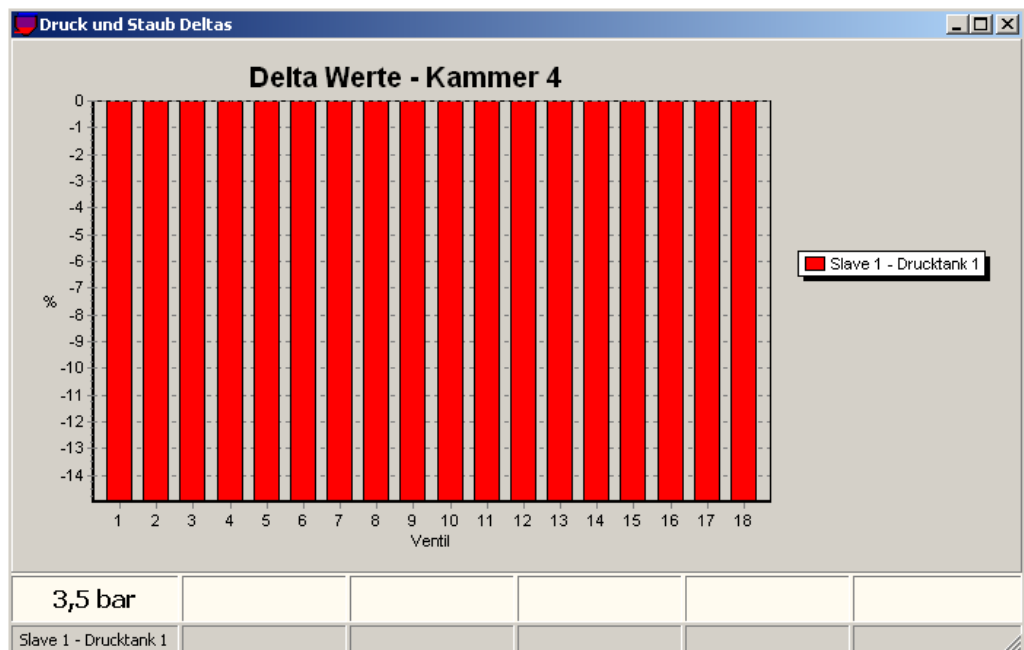 Druck und Staub Deltas
Delta Werte - Kammer 4
0
-1
-2
-3
-4
-5
-6
-7
-8
-9
-10
-11
-12
-13
-14
%
1 2 3 4 5 6 7 8 9 10 11 12 13 14 15 16 17 18
Ventil
Slave 1 - Drucktank 1
3,5 bar
Slave 1 - Drucktank 1